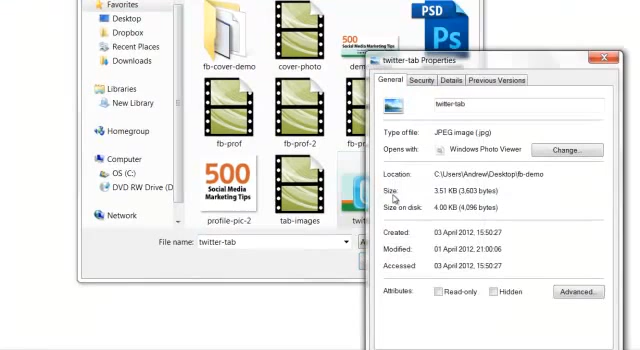 Favorites
Desktop
Dropbox
Recent Places
Downloads
Libraries
New Library
Homegroup
Computer
OS (C:)
DVD RW Drive (D
Network
fb-cover-demo
cover-photo
500
Social Media Marketing Tips
PSD
Ps
fb-prof
fb-prof-2
500
Social Media
Marketing Tips
profile-pic-2
tab-images
File name: twitter-tab
twitter-tab Properties
General Security Details Previous Versions
twitter-tab
Type of file: JPEG image (.jpg)
Opens with: Windows Photo Viewer Change...
Location: C:\Users\Andrew\Desktop\fb-demo
Size: 3.51 KB (3,603 bytes)
Size on disk: 4.00 KB (4,096 bytes)
Created: 03 April 2012, 15:50:27
Modified: 01 April 2012, 21:00:06
Accessed: 03 April 2012, 15:50:27
Attributes: Read-only Hidden Advanced...